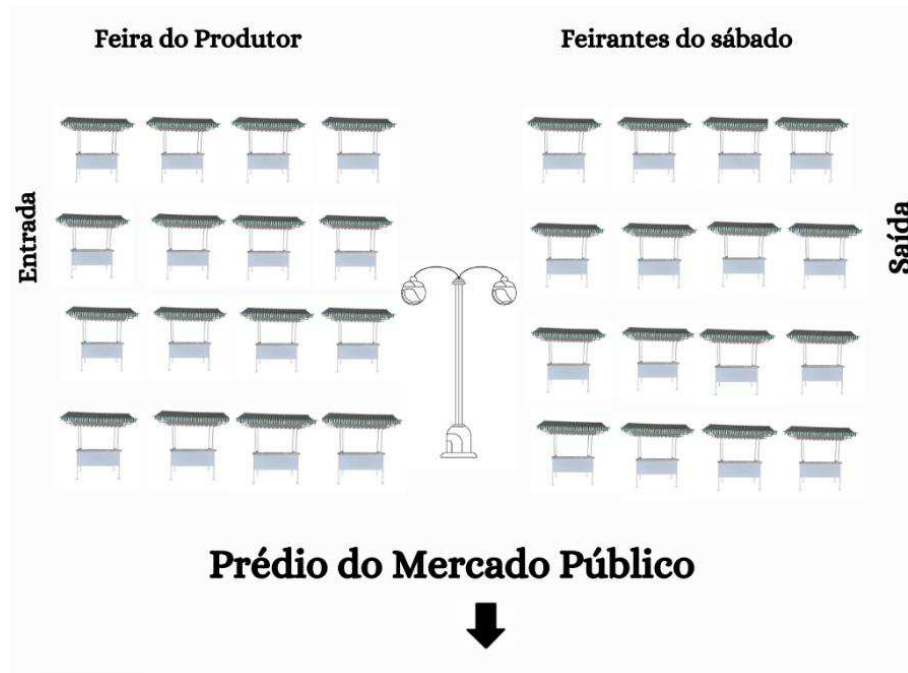 Feira do Produtor
Feirantes do sábado
Entrada
Saída
Prédio do Mercado Público